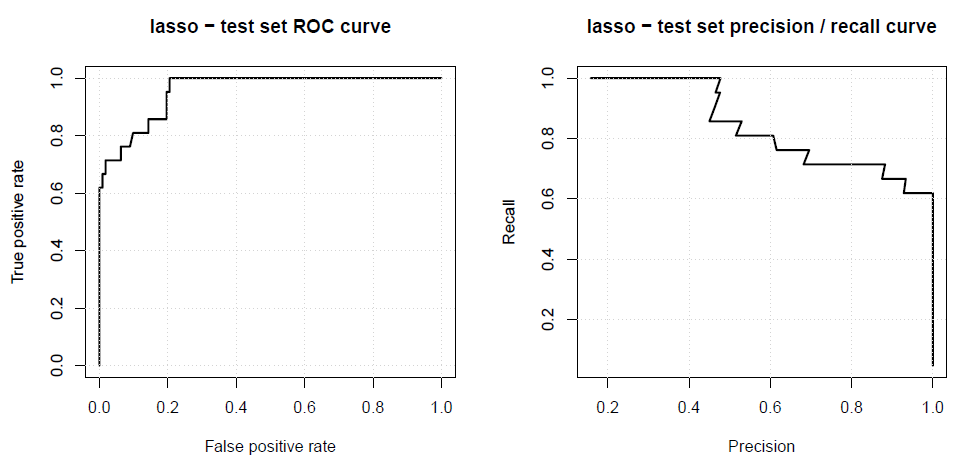 lasso − test set ROC curve
True positive rate
1.0
0.8
0.6
0.4
0.2
0.0
0.0 0.2 0.4 0.6 0.8 1.0
False positive rate
lasso − test set precision / recall curve
Recall
1.0
0.8
0.6
0.4
0.2
0.2 0.4 0.6 0.8 1.0
Precision